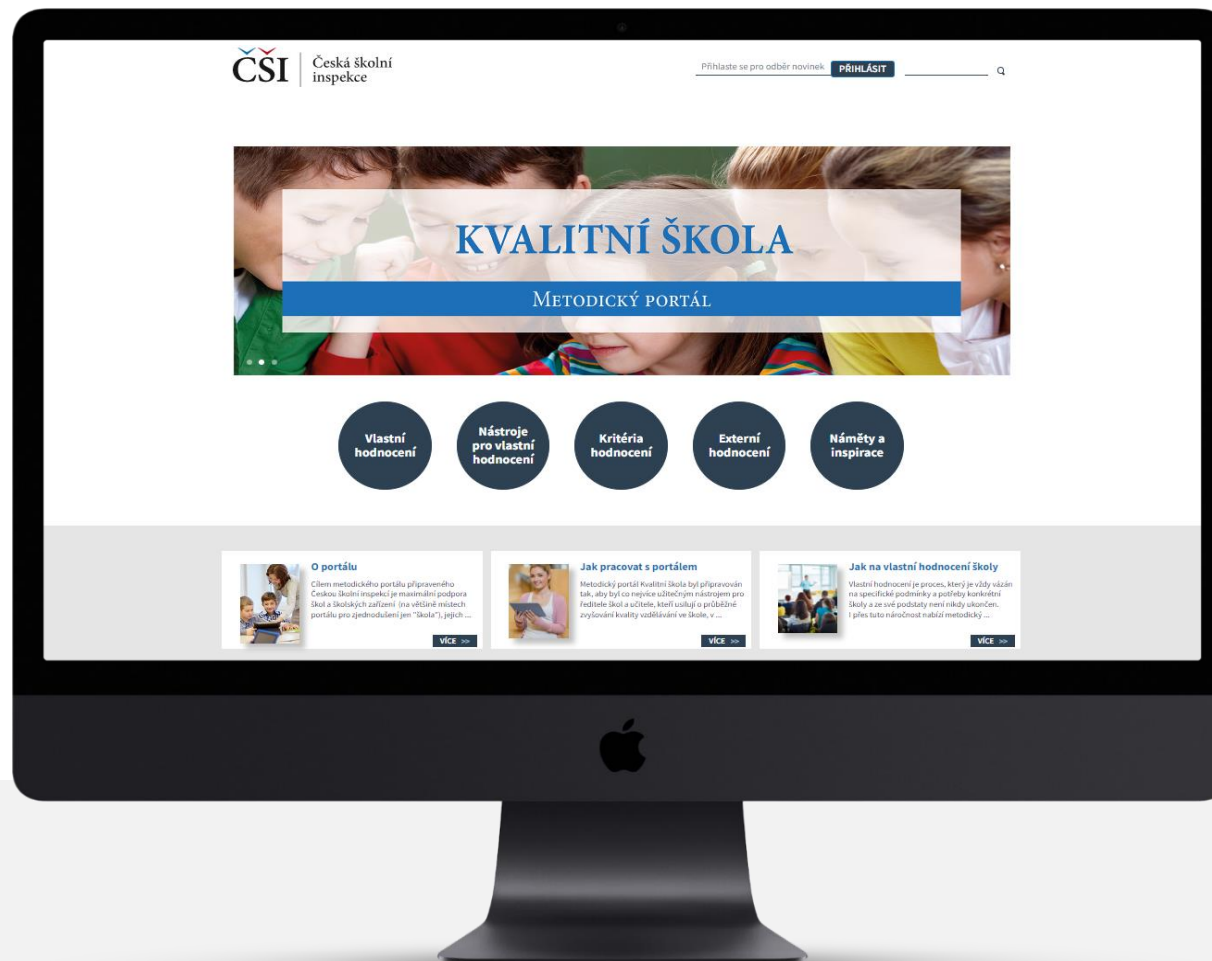 ČŠI
Česká školní
inspekce
Přihlaste se pro odběr novinek
PŘIHLÁSIT
KVALITNÍ ŠKOLA
METODICKÝ PORTÁL
Vlastní
hodnocení
Nástroje
pro vlastní
hodnocení
Kritéria
hodnocení
Externí
hodnocení
Náměty a
inspirace
O portálu
Cílem metodického portálu připraveného
Českou školní inspekcí je maximální podpora
škol a školských zařízení (na většině místech
portálu pro zjednodušení jen "škola"), jejich ...
VÍCE >>
Jak pracovat s portálem
Metodický portál Kvalitní škola byl připravován
tak, aby byl co nejvíce užitečným nástrojem pro
ředitele škol a učitele, kteří usilují o průběžné
zvyšování kvality vzdělávání ve škole, v ...
VÍCE >>
Jak na vlastní hodnocení školy
Vlastní hodnocení je proces, který je vždy vázán
na specifické podmínky a potřeby konkrétní
školy a ze své podstaty není nikdy ukončen.
I přes tuto náročnost nabízí metodický ...
VÍCE >>